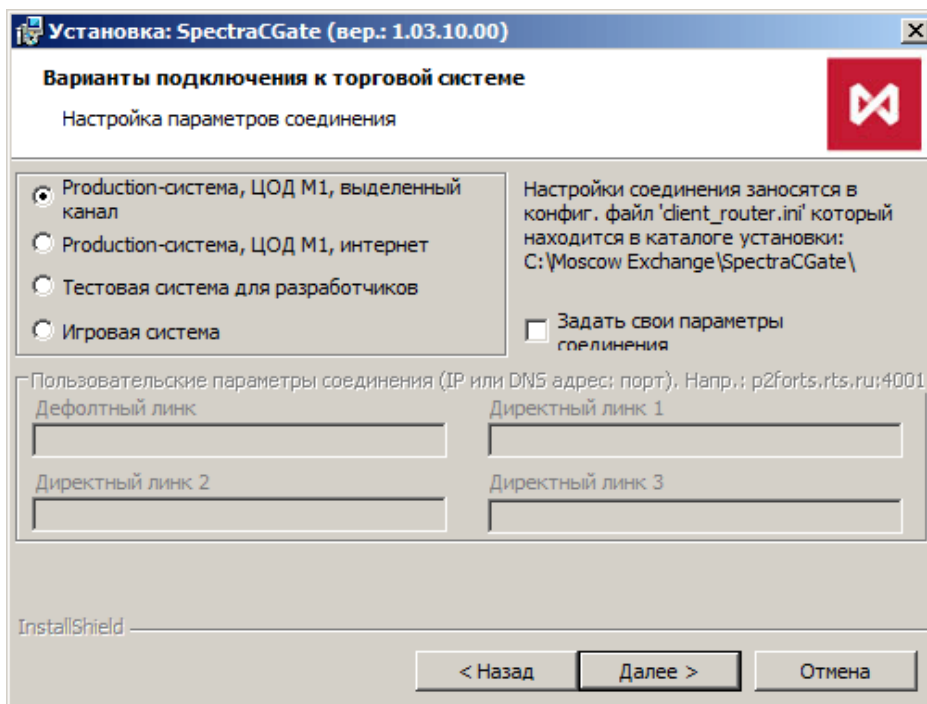 Установка: SpectraCGate (вер.: 1.03.10.00)
Варианты подключения к торговой системе
Настройка параметров соединения
Production-система, ЦОД М1, выделенный
канал
Production-система, ЦОД М1, интернет
Тестовая система для разработчиков
Игровая система
Настройки соединения заносятся в
конфиг. файл 'client_router.ini' который
находится в каталоге установки:
C:\Moscow Exchange\SpectraCGate\
Задать свои параметры
соединения
Пользовательские параметры соединения (IP или DNS адрес: порт), Напр.: p2forts.rts.ru:4001
Дефолтный линк
Директный линк 1
Директный линк 2
Директный линк 3
InstallShield
< Назад
Далее >
Отмена